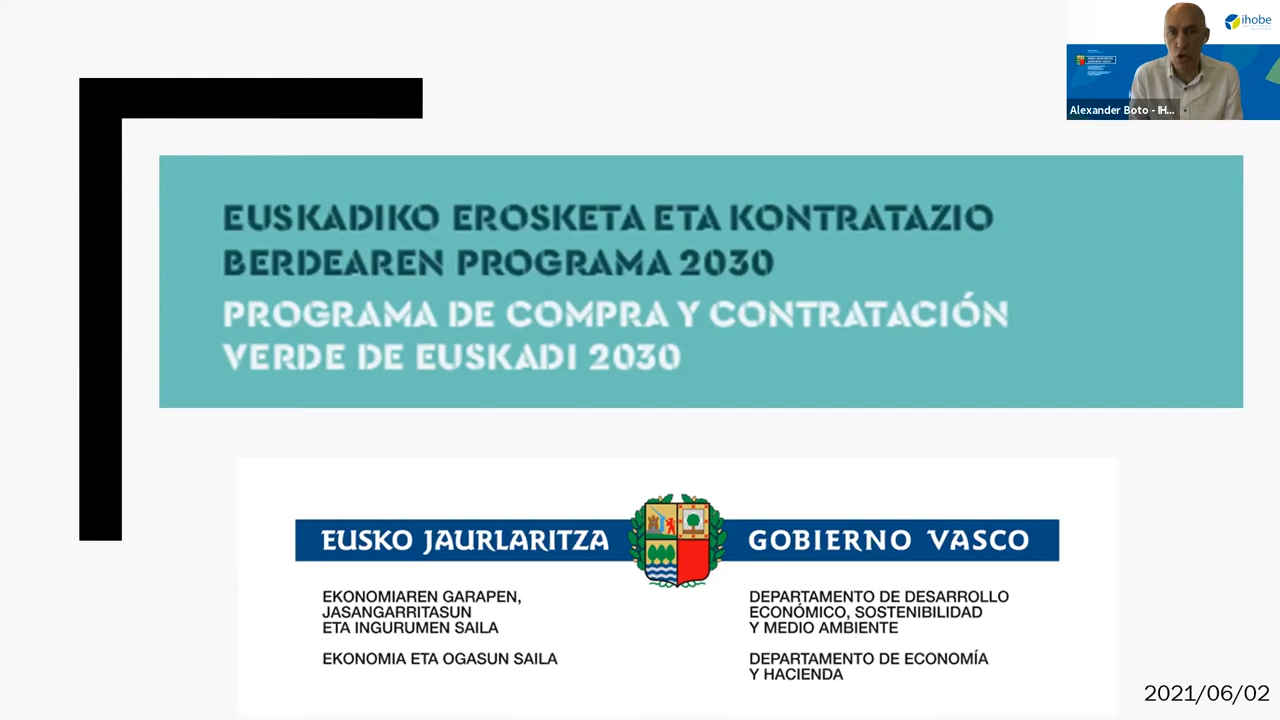 ihobe
Alexander Boto - IH...
EUSKADIKO EROSKETA ETA KONTRATAZIO
BERDEAREN PROGRAMA 2030
PROGRAMA DE COMPRA Y CONTRATACIÓN
VERDE DE EUSKADI 2030
EUSKO JAURLARITZA
GOBIERNO VASCO
EKONOMIAREN GARAPEN,
JASANGARRITASUN
ETA INGURUMEN SAILA
EKONOMIA ETA OGASUN SAILA
DEPARTAMENTO DE DESARROLLO
ECONÓMICO, SOSTENIBILIDAD
Y MEDIO AMBIENTE
DEPARTAMENTO DE ECONOMÍA
Y HACIENDA
2021/06/02